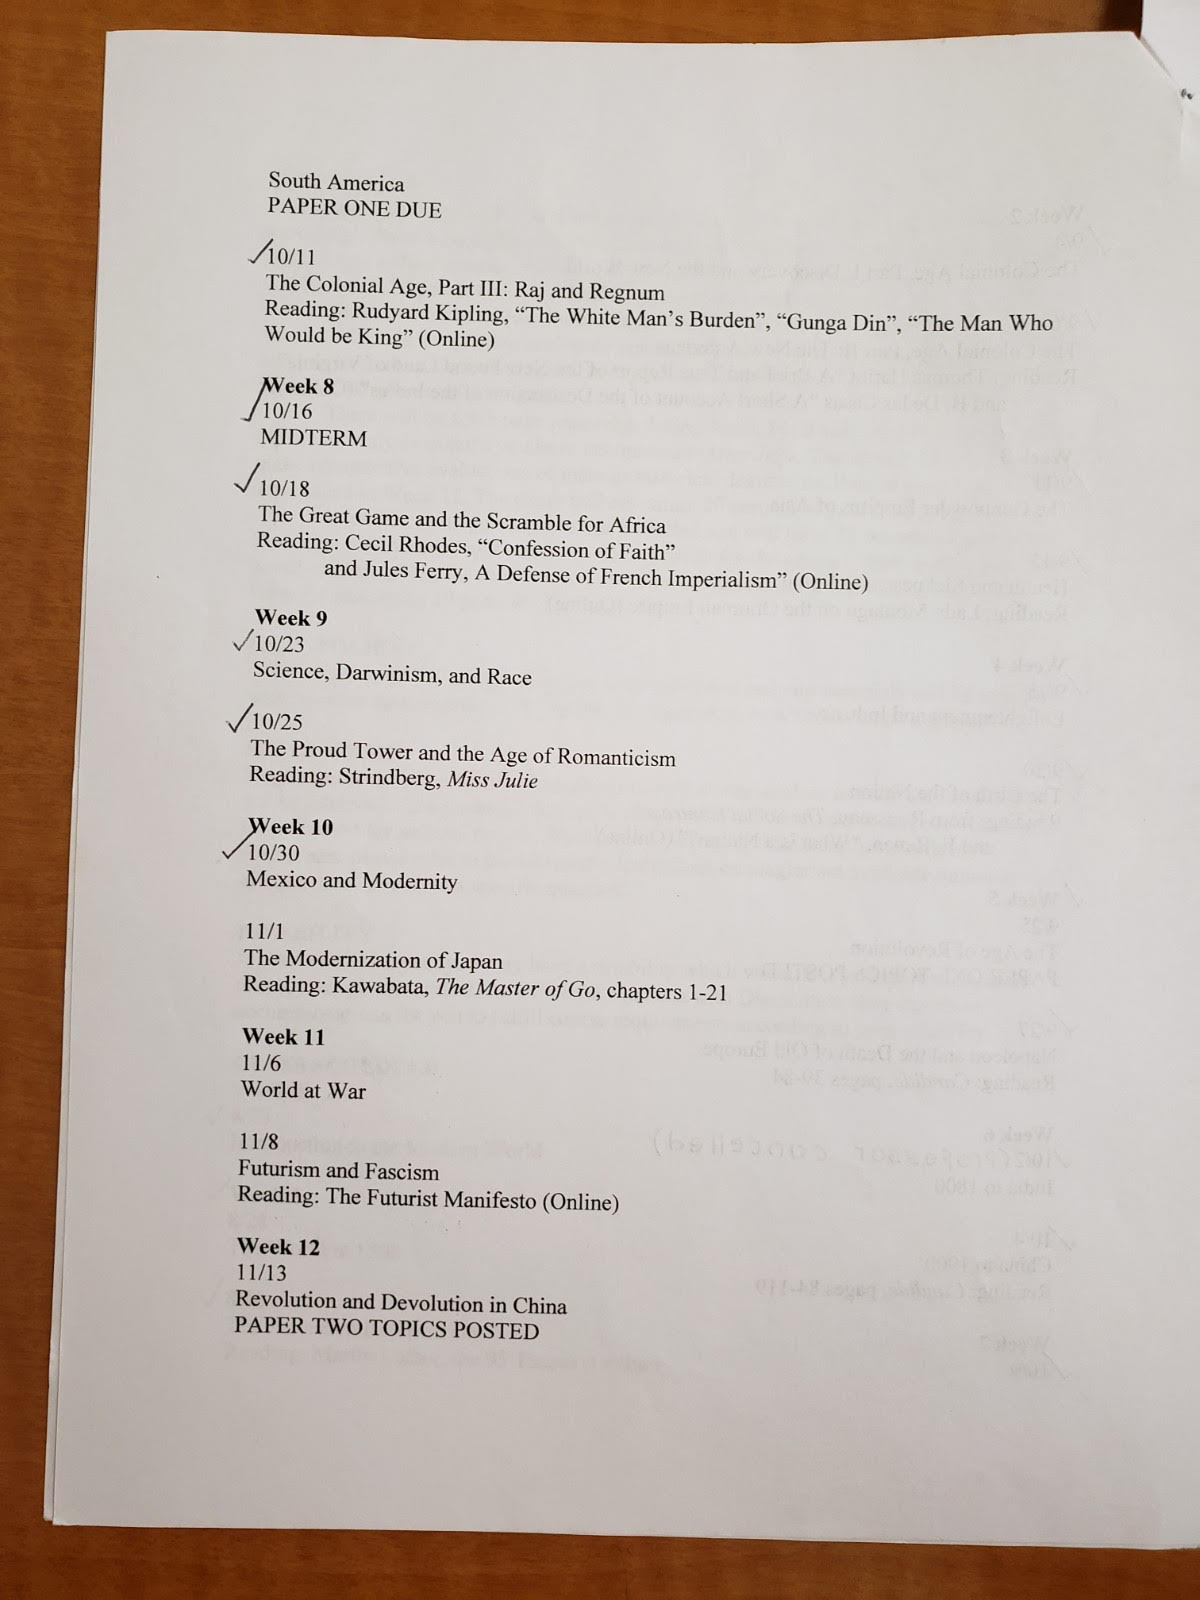 South America
PAPER ONE DUE
10/11
The Colonial Age, Part III: Raj and Regnum
Reading: Rudyard Kipling, “The White Man’s Burden”, “Gunga Din”, “The Man Who
Would be King” (Online)
Week 8
10/16
MIDTERM
10/18
The Great Game and the Scramble for Africa
Reading: Cecil Rhodes, “Confession of Faith”
and Jules Ferry, A Defense of French Imperialism” (Online)
Week 9
10/23
Science, Darwinism, and Race
10/25
The Proud Tower and the Age of Romanticism
Reading: Strindberg, Miss Julie
Week 10
10/30
Mexico and Modernity
11/1
The Modernization of Japan
Reading: Kawabata, The Master of Go, chapters 1-21
Week 11
11/6
World at War
11/8
Futurism and Fascism
Reading: The Futurist Manifesto (Online)
Week 12
11/13
Revolution and Devolution in China
PAPER TWO TOPICS POSTED